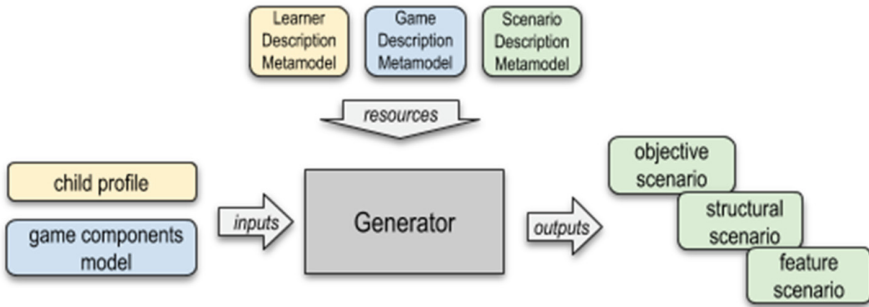 Learner
Description
Metamodel
Game
Description
Metamodel
Scenario
Description
Metamodel
resources
child profile
game components
model
inputs
Generator
outputs
objective
scenario
structural
scenario
feature
scenario